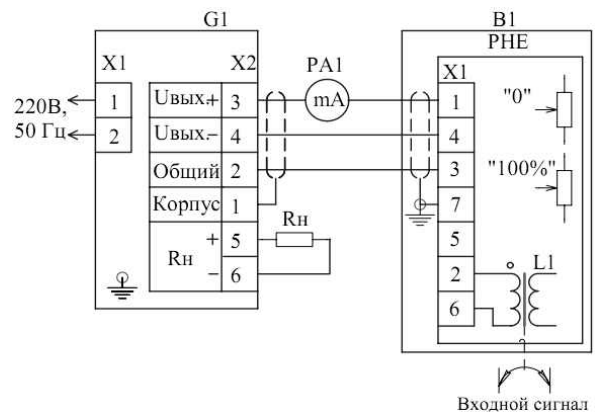 G1
B1
PHE
X1
X2
PA1
X1
220В,
50 Гц
1
2
Uвых.+
3
mA
1
"0"
Uвых.-
4
4
Общий
2
3
"100%"
Корпус
1
7
Rн
+
5
Rн
5
−
6
2
L1
6
Входной сигнал